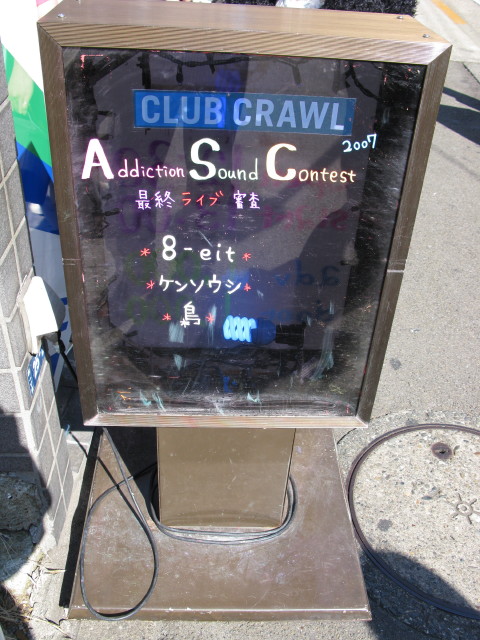 CLUB CRAWL
2007
Addiction Sound Contest
最終 ライブ 審査
* 8-eit *
* ケンソウシ *
* 島 *